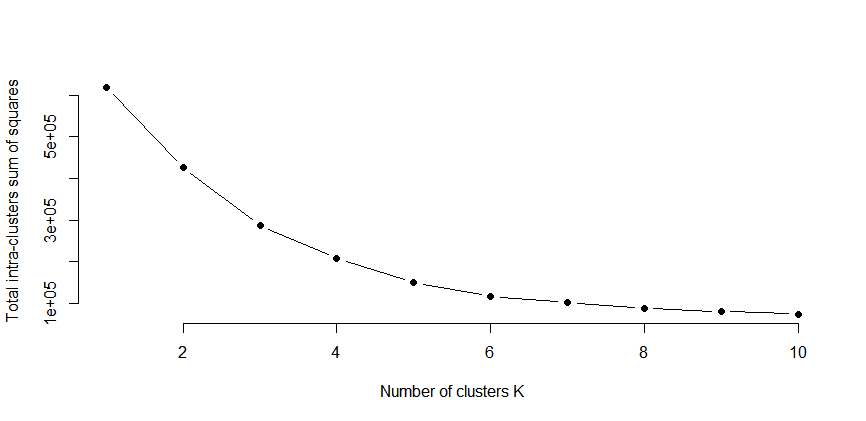 Total intra-clusters sum of squares
5e+05
3e+05
1e+05
2 4 6 8 10
Number of clusters K